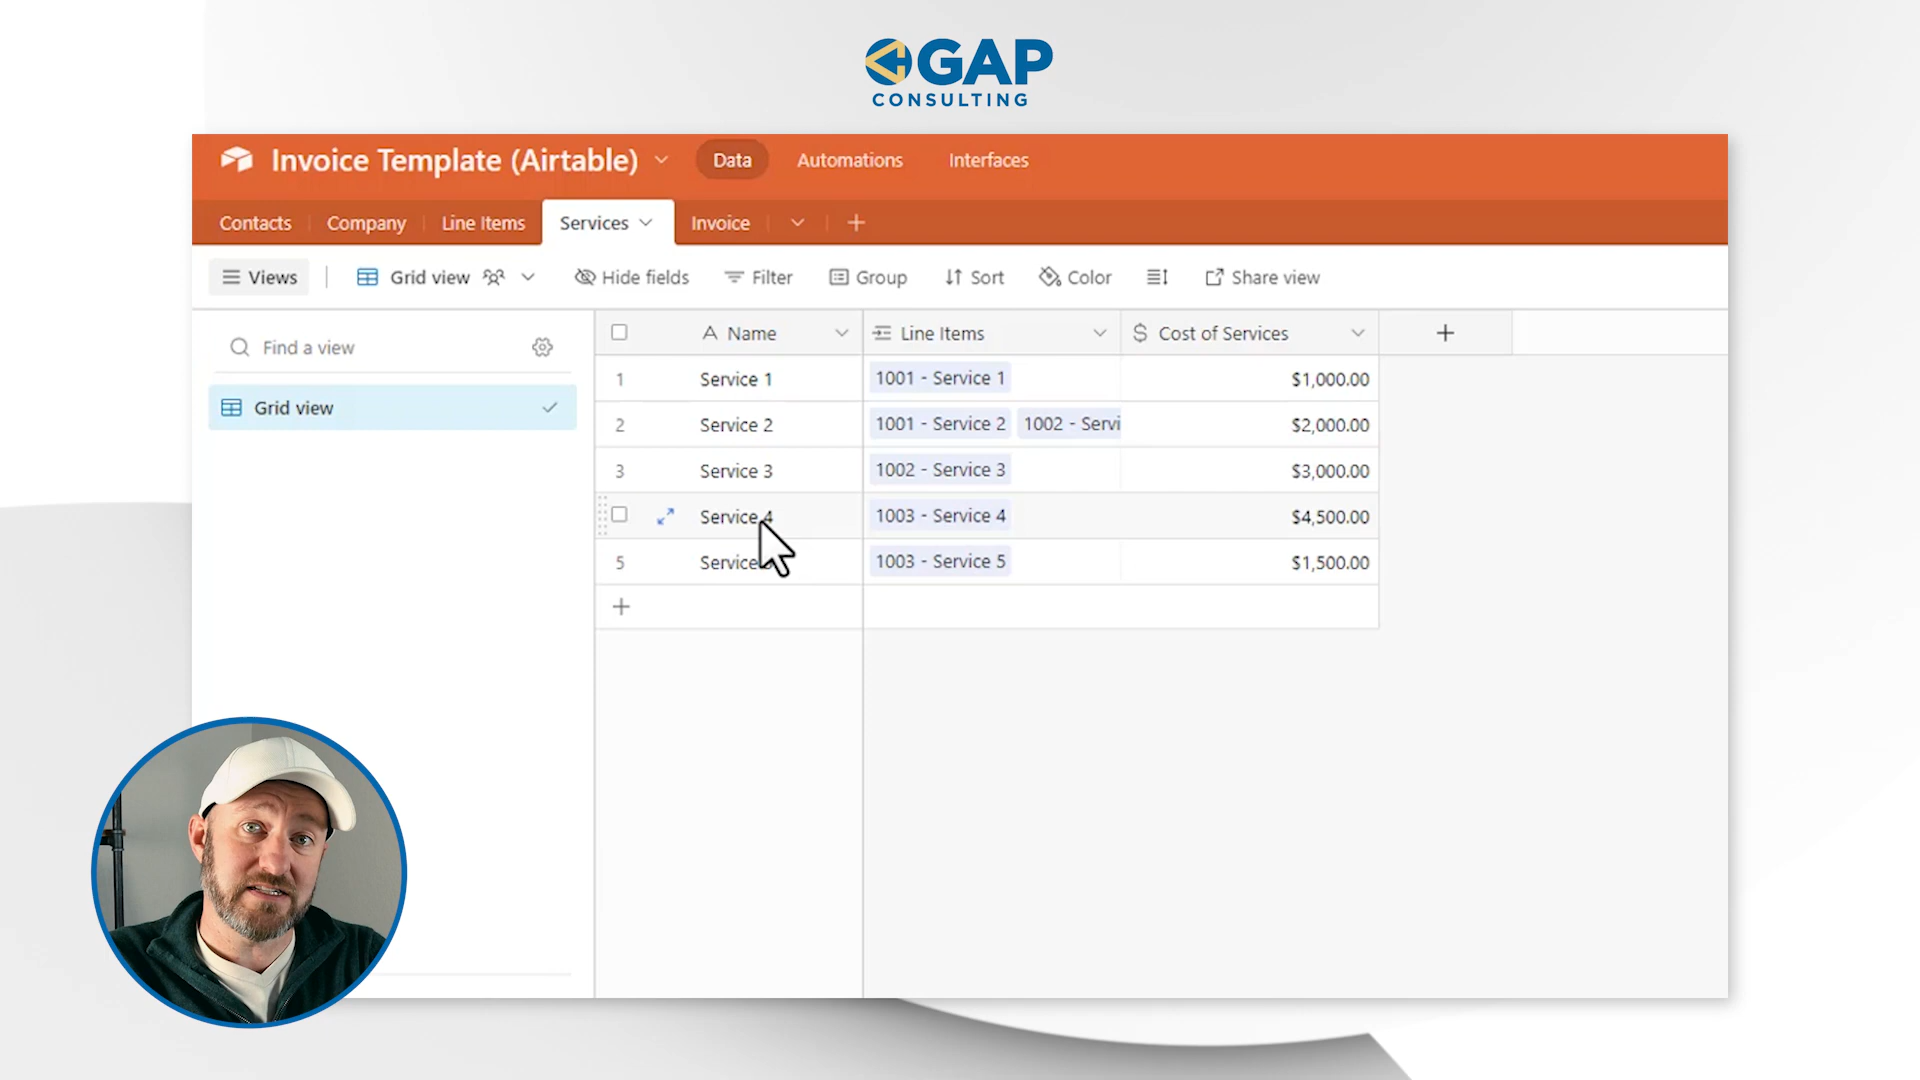 GAP
CONSULTING
Invoice Template (Airtable) Data Automations Interfaces
Contacts Company Line Items Services Invoice
Views Grid view Hide fields Filter Group Sort Color Share view
Find a view
Grid view
Name Line Items Cost of Services
1 Service 1 1001 - Service 1 $1,000.00
2 Service 2 1001 - Service 2 1002 - Servi $2,000.00
3 Service 3 1002 - Service 3 $3,000.00
Service 4 1003 - Service 4 $4,500.00
5 Service 1003 - Service 5 $1,500.00